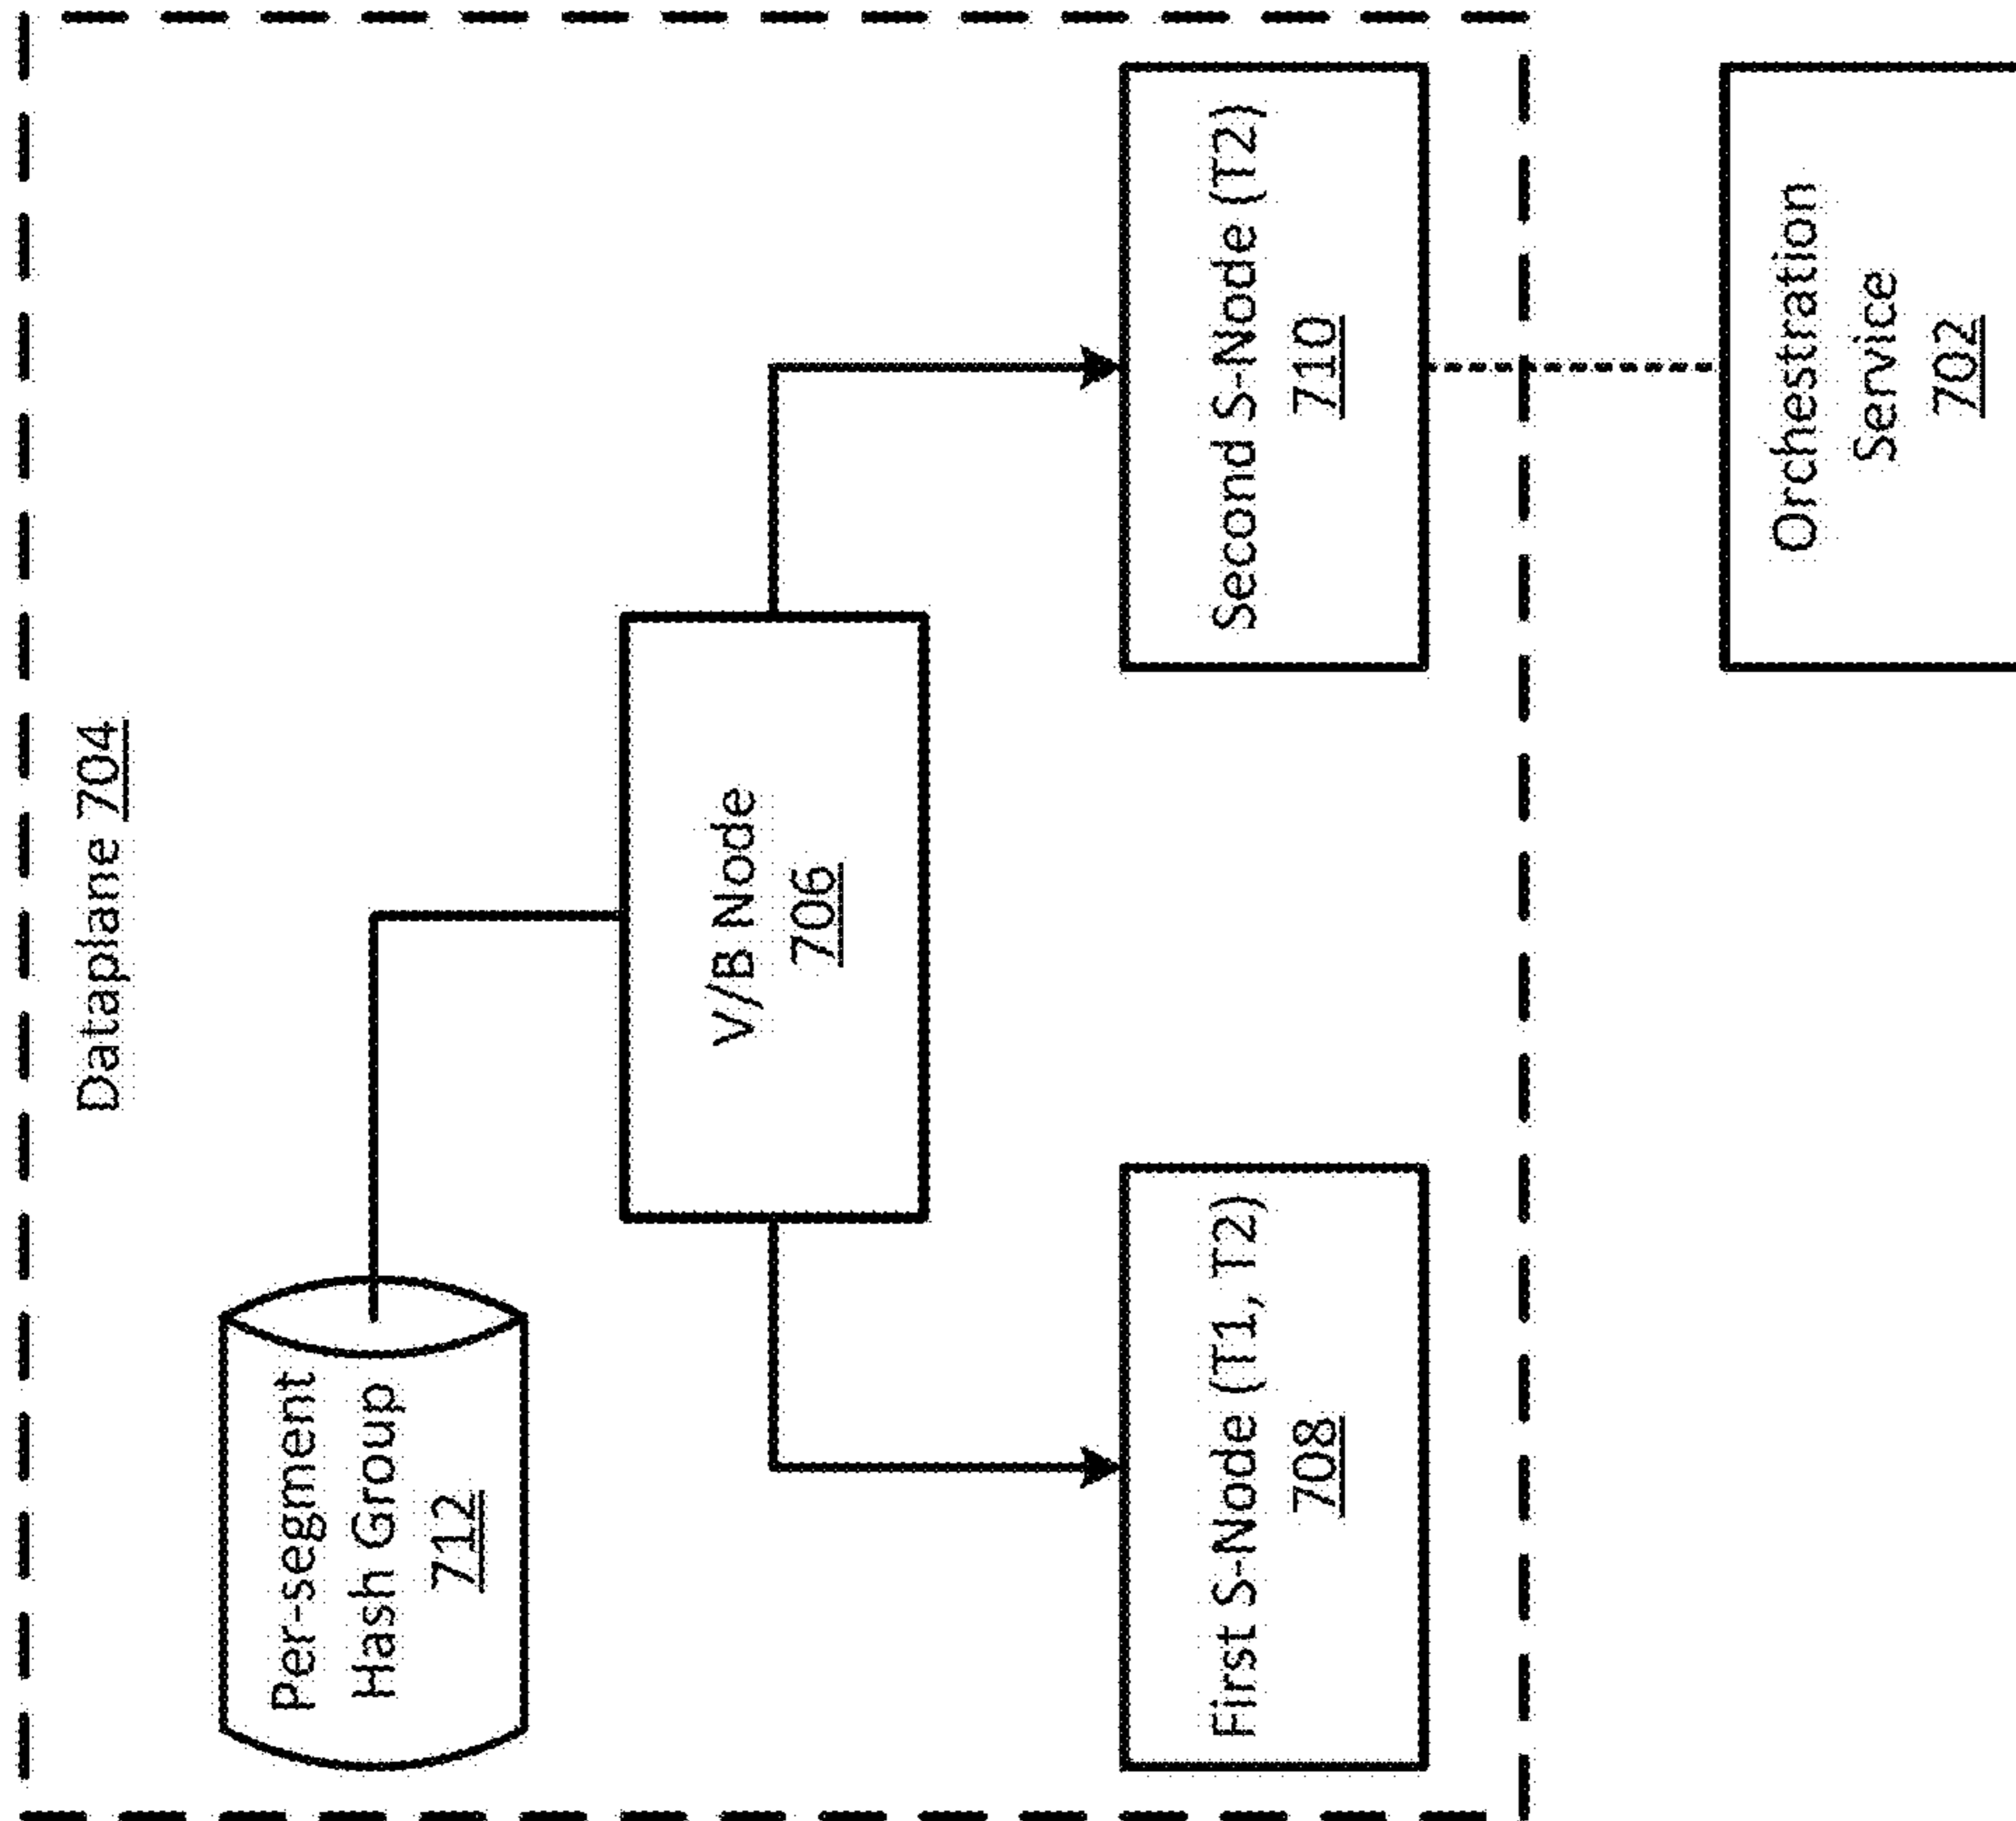 Dataplane 704
Per-segment
Hash Group
712
V/B Node
706
First S-Node (T1, T2)
708
Second S-Node (T2)
710
Orchestration
Service
702